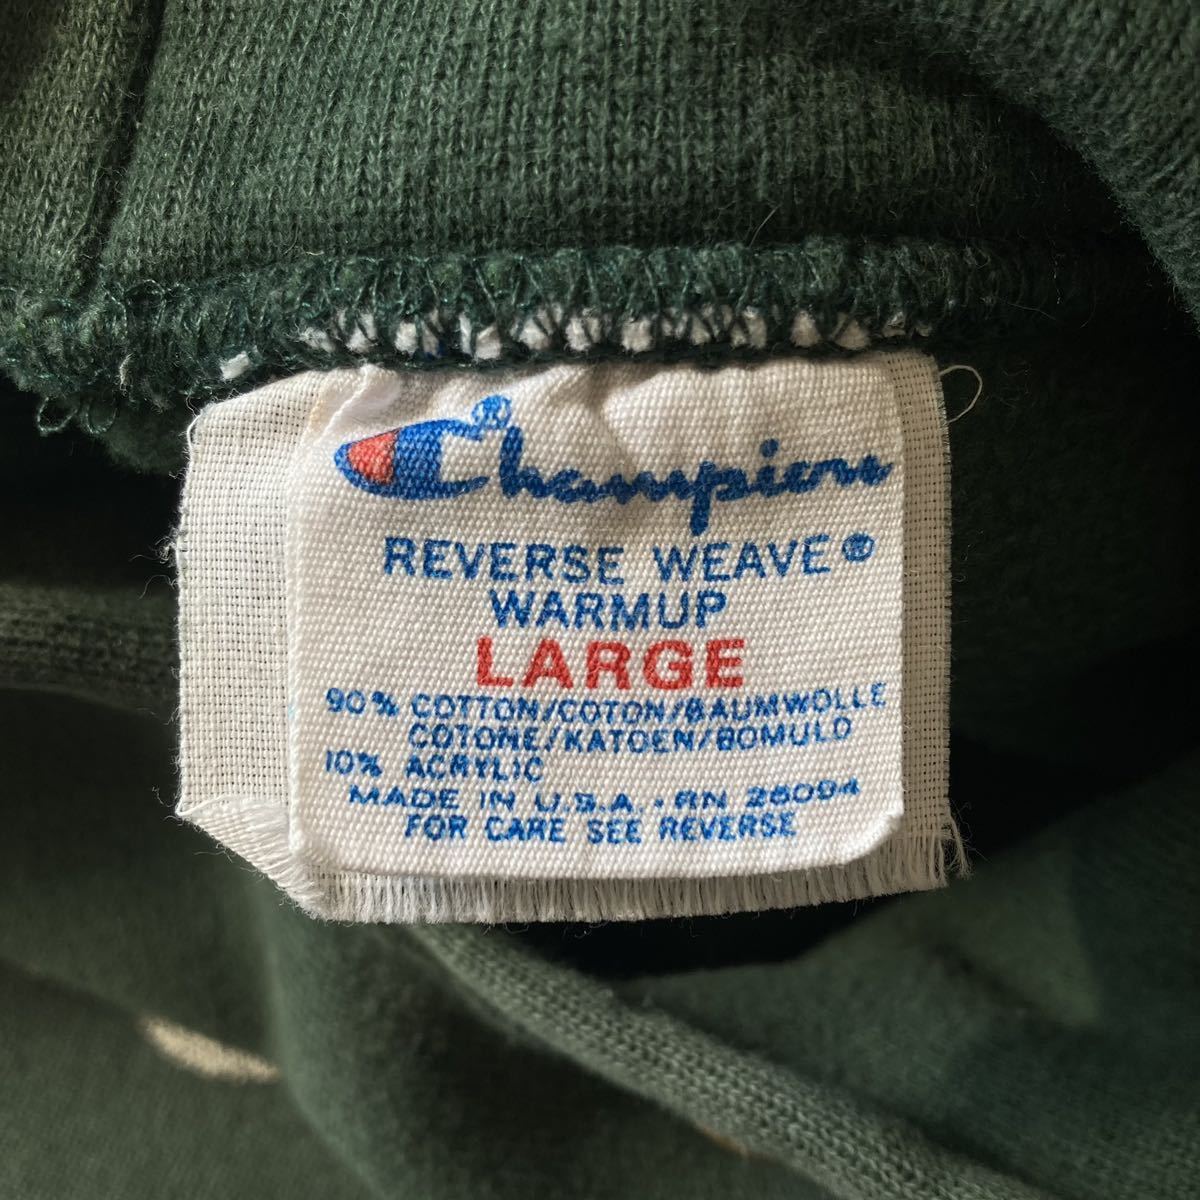 Champion®
REVERSE WEAVE®
WARMUP
LARGE
90% COTTON/COTON/BAUMWOLLE
COTONE/KATOEN/BOMULD
10% ACRYLIC
MADE IN U.S.A. · RN 26094
FOR CARE SEE REVERSE